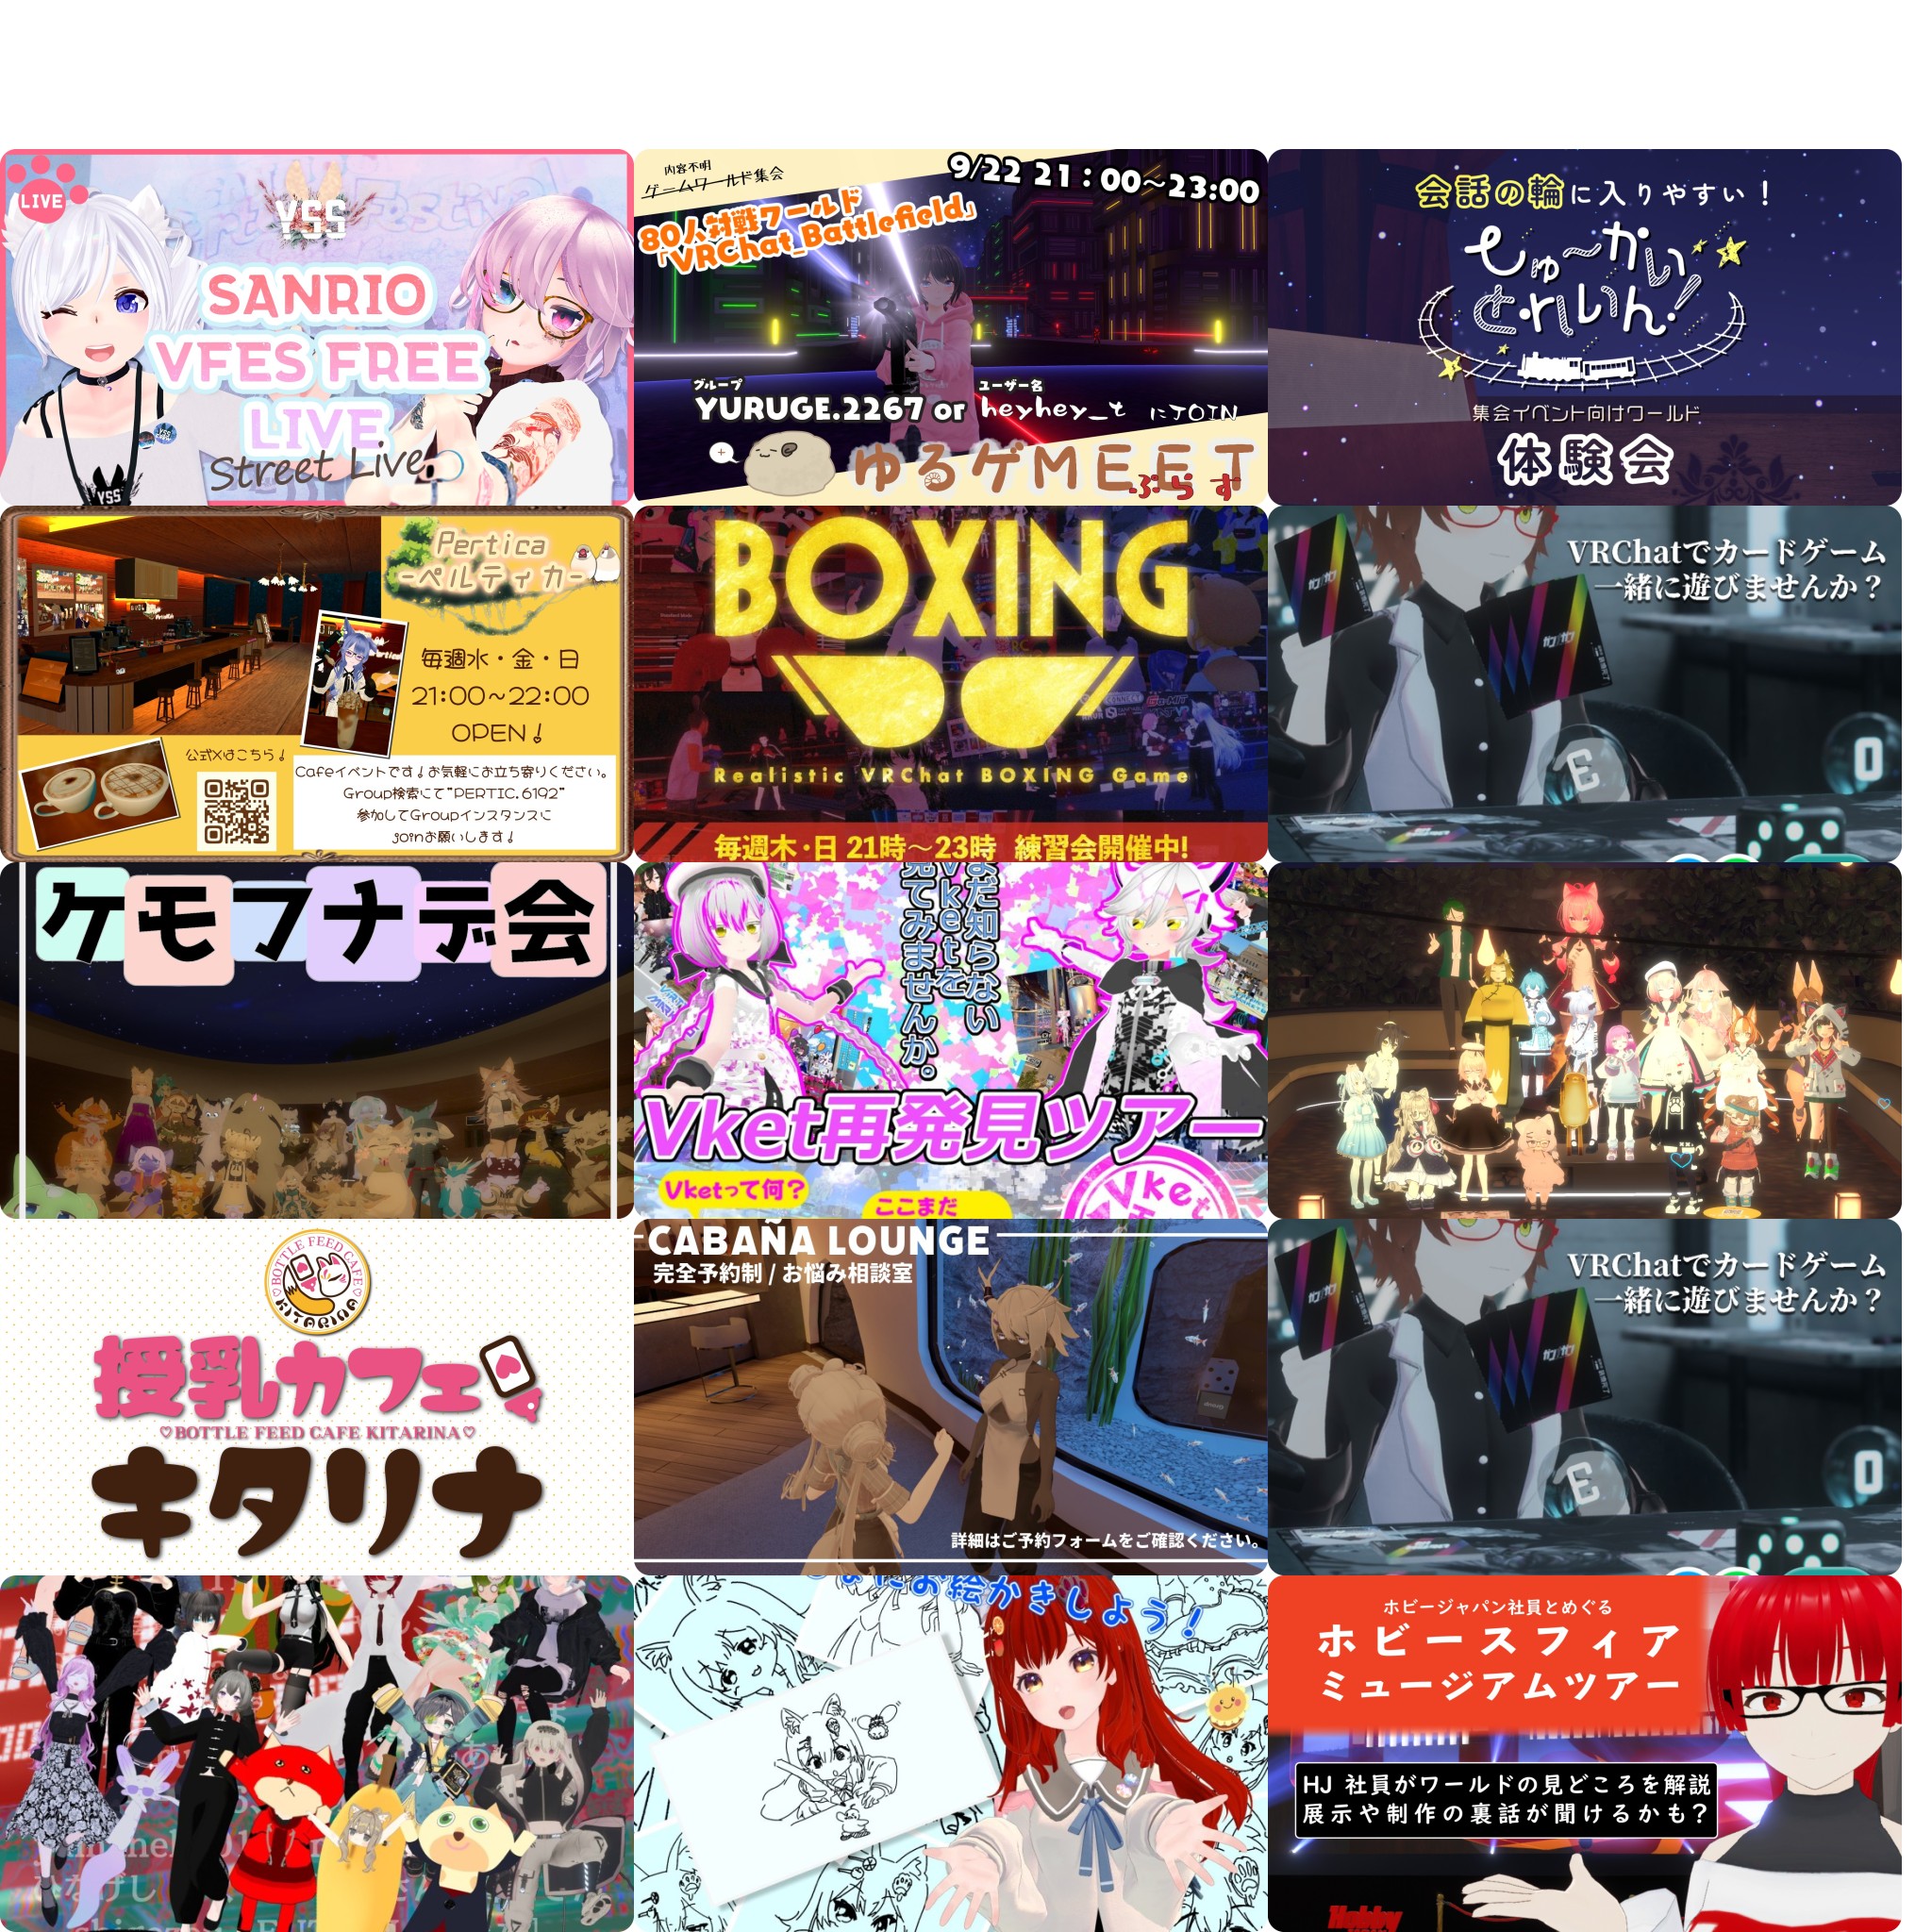 LIVE
YSS
SANRIO
VFES FREE
LIVE
Street Live
YSS
内容不明
ゲームワールド集会
9/22 21:00~23:00
80人対戦ワールド
「VRChat_Battlefield」
グループ
YURUGE.2267 or
ユーザー名
heyhey_t にJOIN
ゆるゲMEET
ぷらす
会話の輪に入りやすい!
ちゅ～かい
とれいん!
集会イベント向けワールド
体験会
Pertica
-ペルティカ-
毎週水・金・日
21:00~22:00
OPEN!
公式Xはこちら!
Cafeイベントです!お気軽にお立ち寄りください。
Group検索にて"PERTIC.6192"
参加してGroupインスタンスに
joinお願いします!
BOXING
Realistic VRChat BOXING Game
毎週木・日 21時～23時 練習会開催中!
VRChatでカードゲーム
一緒に遊びませんか?
E
O
ケモフナデ会
まだ知らない
Vketを
見てみませんか。
Vket再発見ツアー
Vketって何?
ここまだ
Vket
BOTTLE FEED CAFE
KITARINA
授乳カフェ
♡BOTTLE FEED CAFE KITARINA♡
キタリナ
CABAÑA LOUNGE
完全予約制 / お悩み相談室
詳細はご予約フォームをご確認ください。
VRChatでカードゲーム
一緒に遊びませんか?
E
O
お絵かきしよう!
ホビージャパン社員とめぐる
ホビースフィア
ミュージアムツアー
HJ 社員がワールドの見どころを解説
展示や制作の裏話が聞けるかも?
Hobby